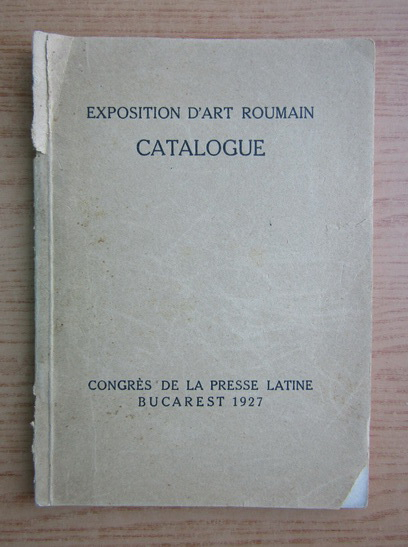 EXPOSITION D'ART ROUMAIN
CATALOGUE
CONGRÈS DE LA PRESSE LATINE
BUCAREST 1927